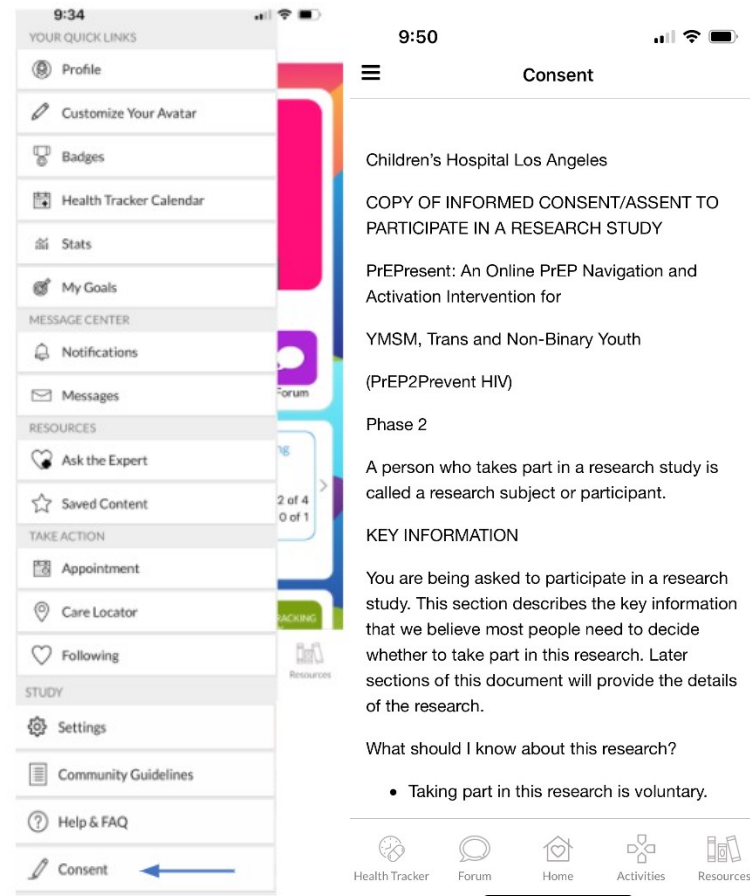 9:34
YOUR QUICK LINKS
Profile
Customize Your Avatar
Badges
Health Tracker Calendar
Stats
My Goals
MESSAGE CENTER
Notifications
Messages
RESOURCES
Ask the Expert
Saved Content
TAKE ACTION
Appointment
Care Locator
Following
STUDY
Settings
Community Guidelines
Help & FAQ
Consent
Forum
2 of 4
0 of 1
Resources
9:50
Consent
Children's Hospital Los Angeles
COPY OF INFORMED CONSENT/ASSENT TO
PARTICIPATE IN A RESEARCH STUDY
PrEPresent: An Online PrEP Navigation and
Activation Intervention for
YMSM, Trans and Non-Binary Youth
(PrEP2Prevent HIV)
Phase 2
A person who takes part in a research study is
called a research subject or participant.
KEY INFORMATION
You are being asked to participate in a research
study. This section describes the key information
that we believe most people need to decide
whether to take part in this research. Later
sections of this document will provide the details
of the research.
What should I know about this research?
• Taking part in this research is voluntary.
Health Tracker
Forum
Home
Activities
Resources